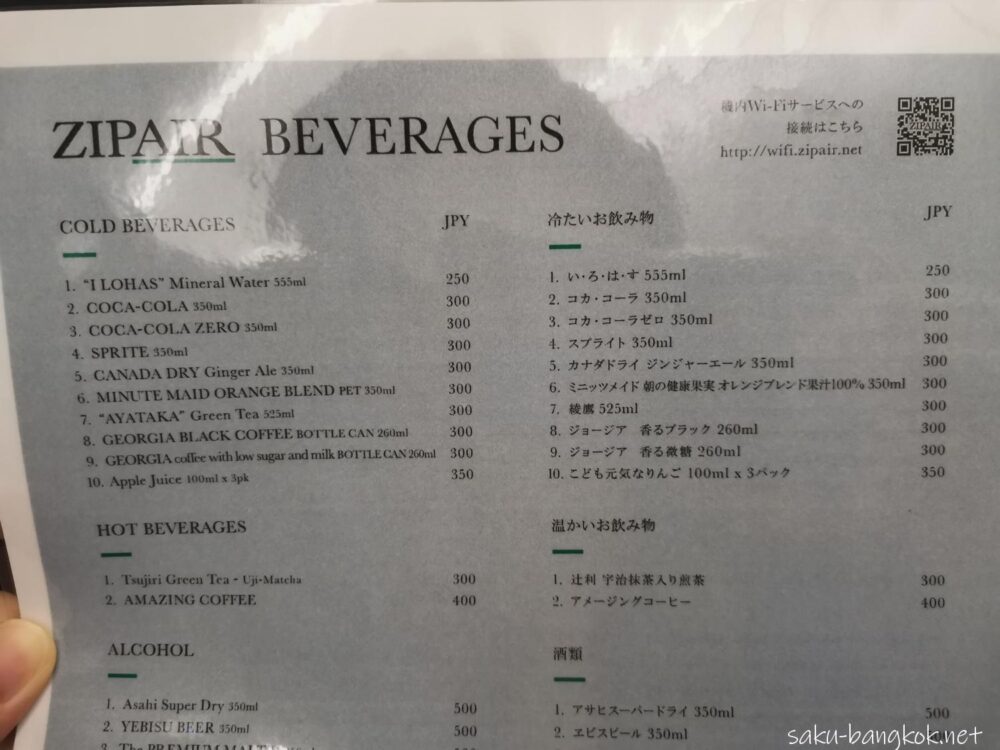 ZIPAIR BEVERAGES
機内Wi-Fiサービスへの
接続はこちら
http://wifi.zipair.net
ZIPAIR
COLD BEVERAGES JPY
1. “I LOHAS” Mineral Water 555ml 250
2. COCA-COLA 350ml 300
3. COCA-COLA ZERO 350ml 300
4. SPRITE 350ml 300
5. CANADA DRY Ginger Ale 350ml 300
6. MINUTE MAID ORANGE BLEND PET 350ml 300
7. “AYATAKA” Green Tea 525ml 300
8. GEORGIA BLACK COFFEE BOTTLE CAN 260ml 300
9. GEORGIA coffee with low sugar and milk BOTTLE CAN 260ml 300
10. Apple Juice 100ml x 3pk 350
HOT BEVERAGES
1. Tsujiri Green Tea - Uji-Matcha 300
2. AMAZING COFFEE 400
ALCOHOL
1. Asahi Super Dry 350ml 500
2. YEBISU BEER 350ml 500
3. The PREMIUM
冷たいお飲み物 JPY
1. い・ろ・は・す 555ml 250
2. コカ・コーラ 350ml 300
3. コカ・コーラゼロ 350ml 300
4. スプライト 350ml 300
5. カナダドライ ジンジャーエール 350ml 300
6. ミニッツメイド 朝の健康果実 オレンジブレンド果汁100% 350ml 300
7. 綾鷹 525ml 300
8. ジョージア 香るブラック 260ml 300
9. ジョージア 香る微糖 260ml 300
10. こども元気なりんご 100ml x 3パック 350
温かいお飲み物
1. 辻利 宇治抹茶入り煎茶 300
2. アメージングコーヒー 400
酒類
1. アサヒスーパードライ 350ml 500
2. ヱビスビール 350ml
saku-bangkok.net